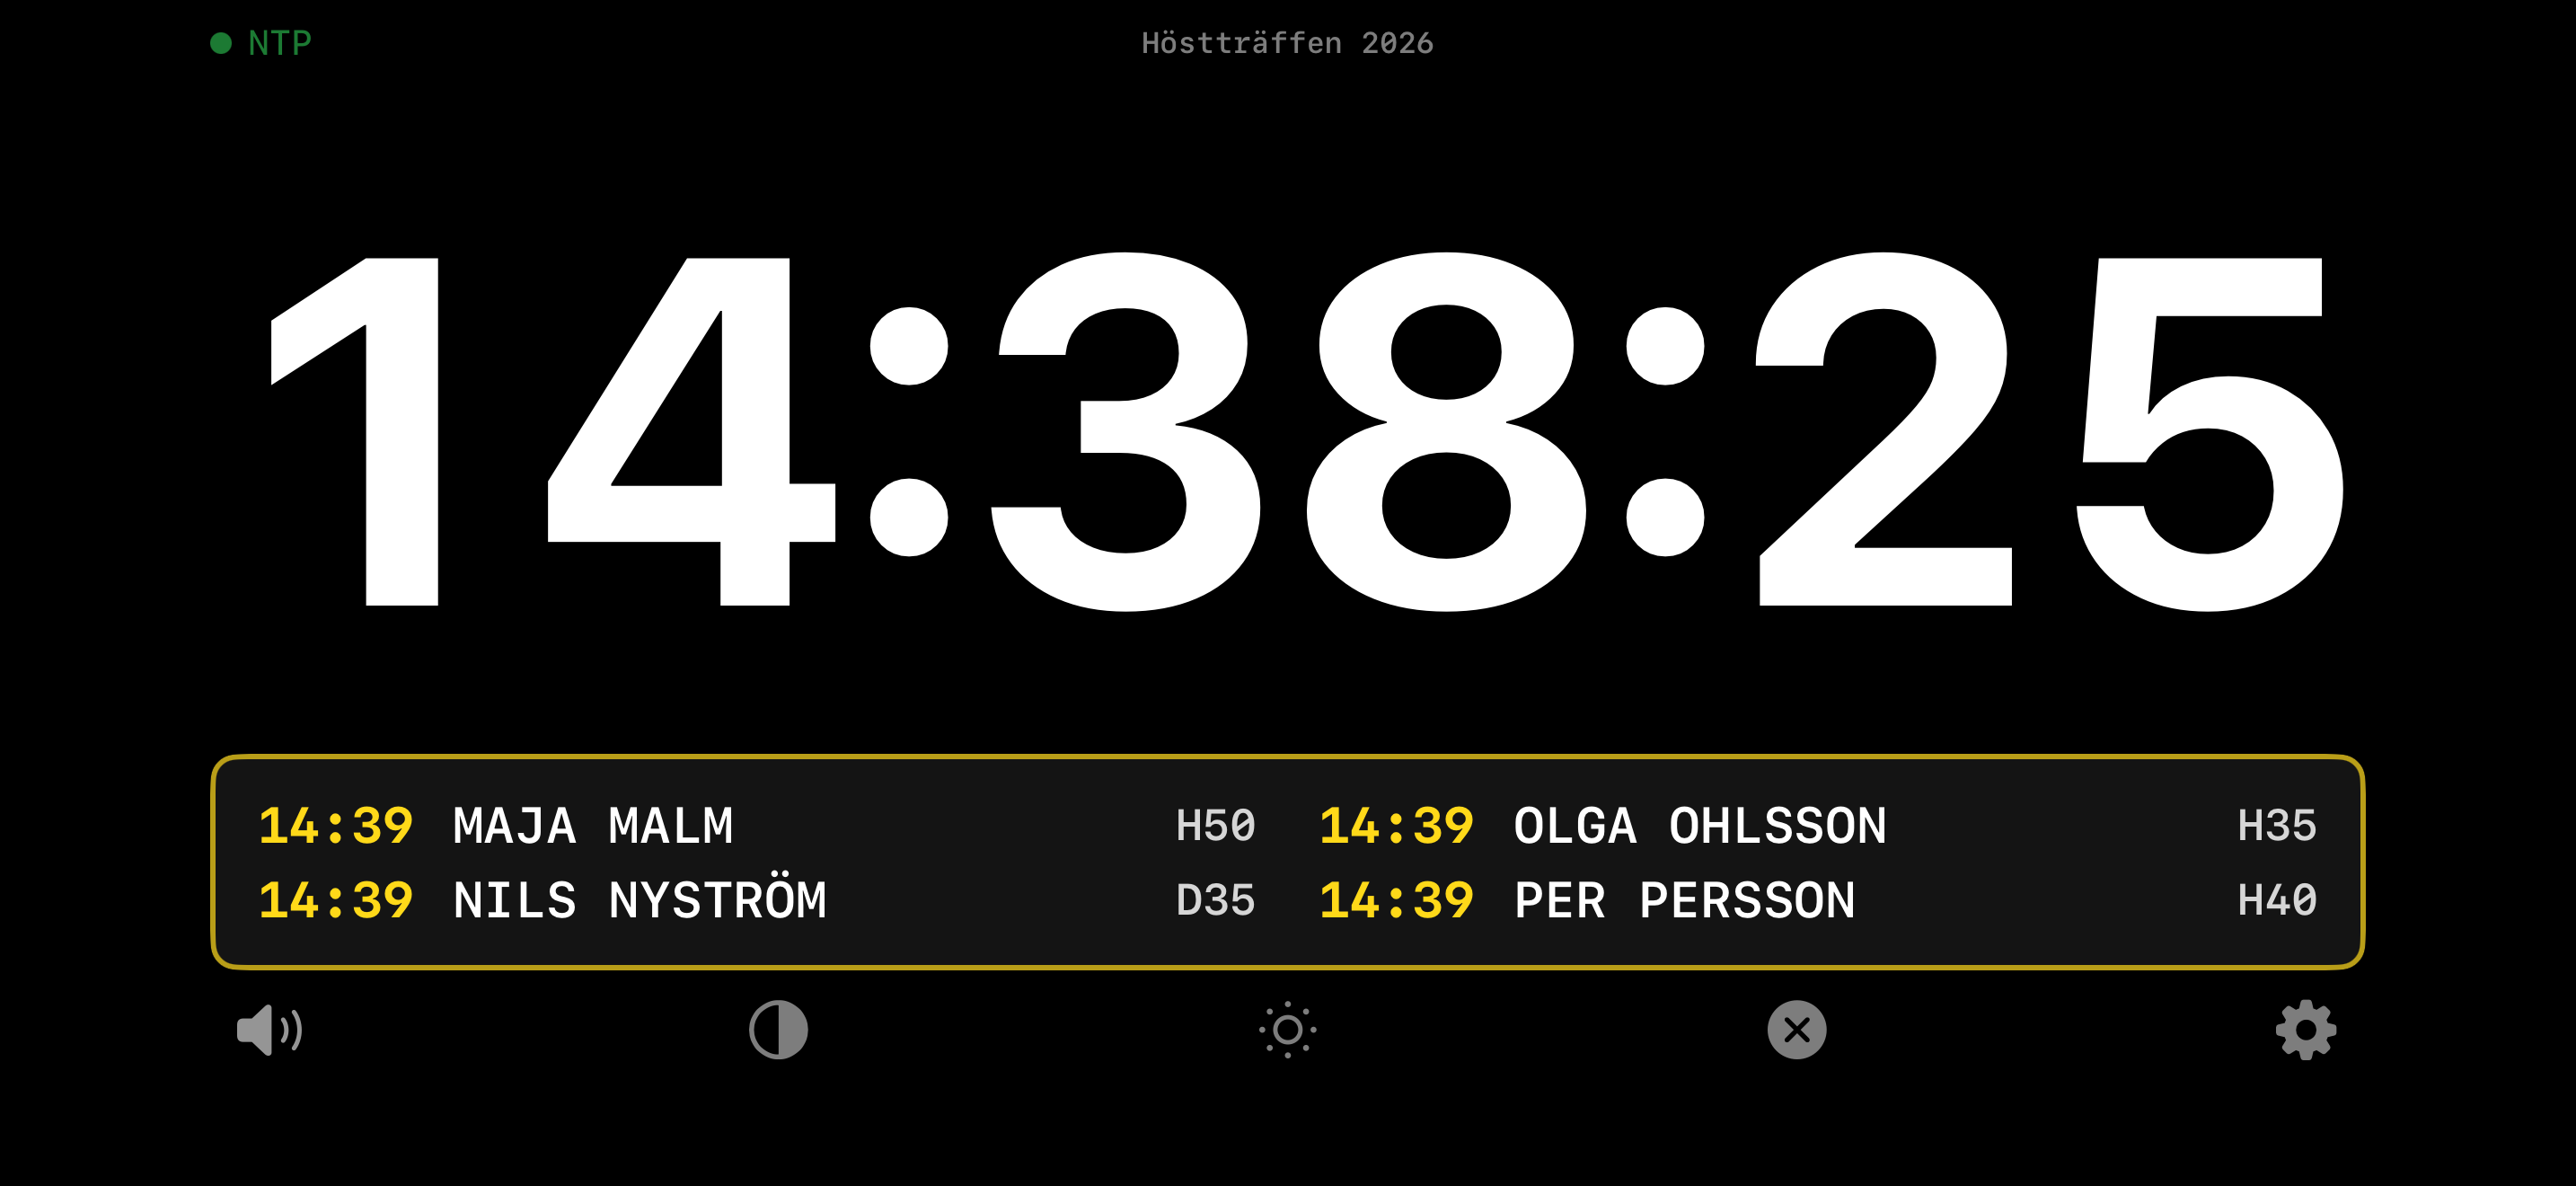 NTP
Höstträffen 2026
14:38:25
14:39 MAJA MALM H50
14:39 OLGA OHLSSON H35
14:39 NILS NYSTRÖM D35
14:39 PER PERSSON H40